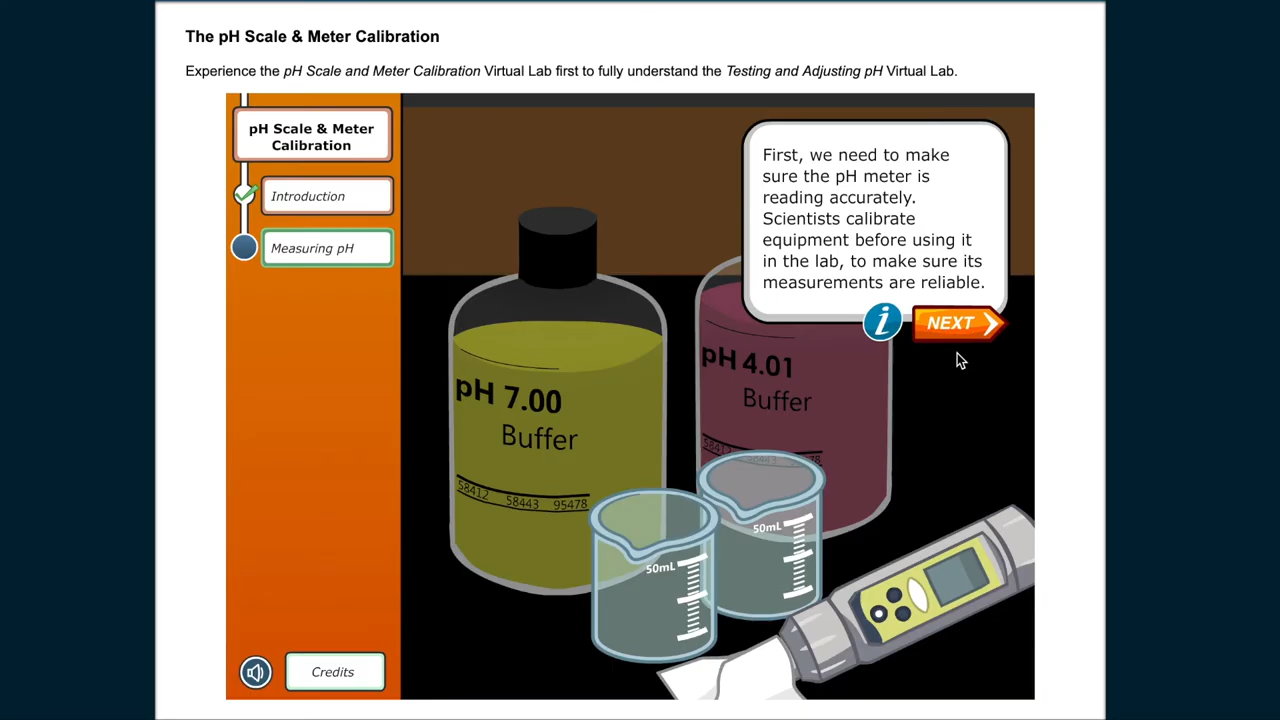 The pH Scale & Meter Calibration
Experience the pH Scale and Meter Calibration Virtual Lab first to fully understand the Testing and Adjusting pH Virtual Lab.
pH Scale & Meter
Calibration
Introduction
Measuring pH
First, we need to make
sure the pH meter is
reading accurately.
Scientists calibrate
equipment before using it
in the lab, to make sure its
measurements are reliable.
i
NEXT
pH 7.00
Buffer
58412 58443 95478
pH 4.01
Buffer
50mL
50mL
Credits